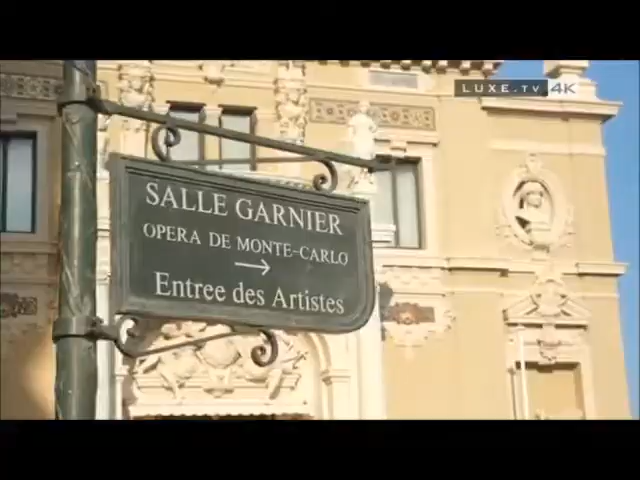 LUXE.TV 4K
SALLE GARNIER
OPERA DE MONTE-CARLO
→
Entree des Artistes